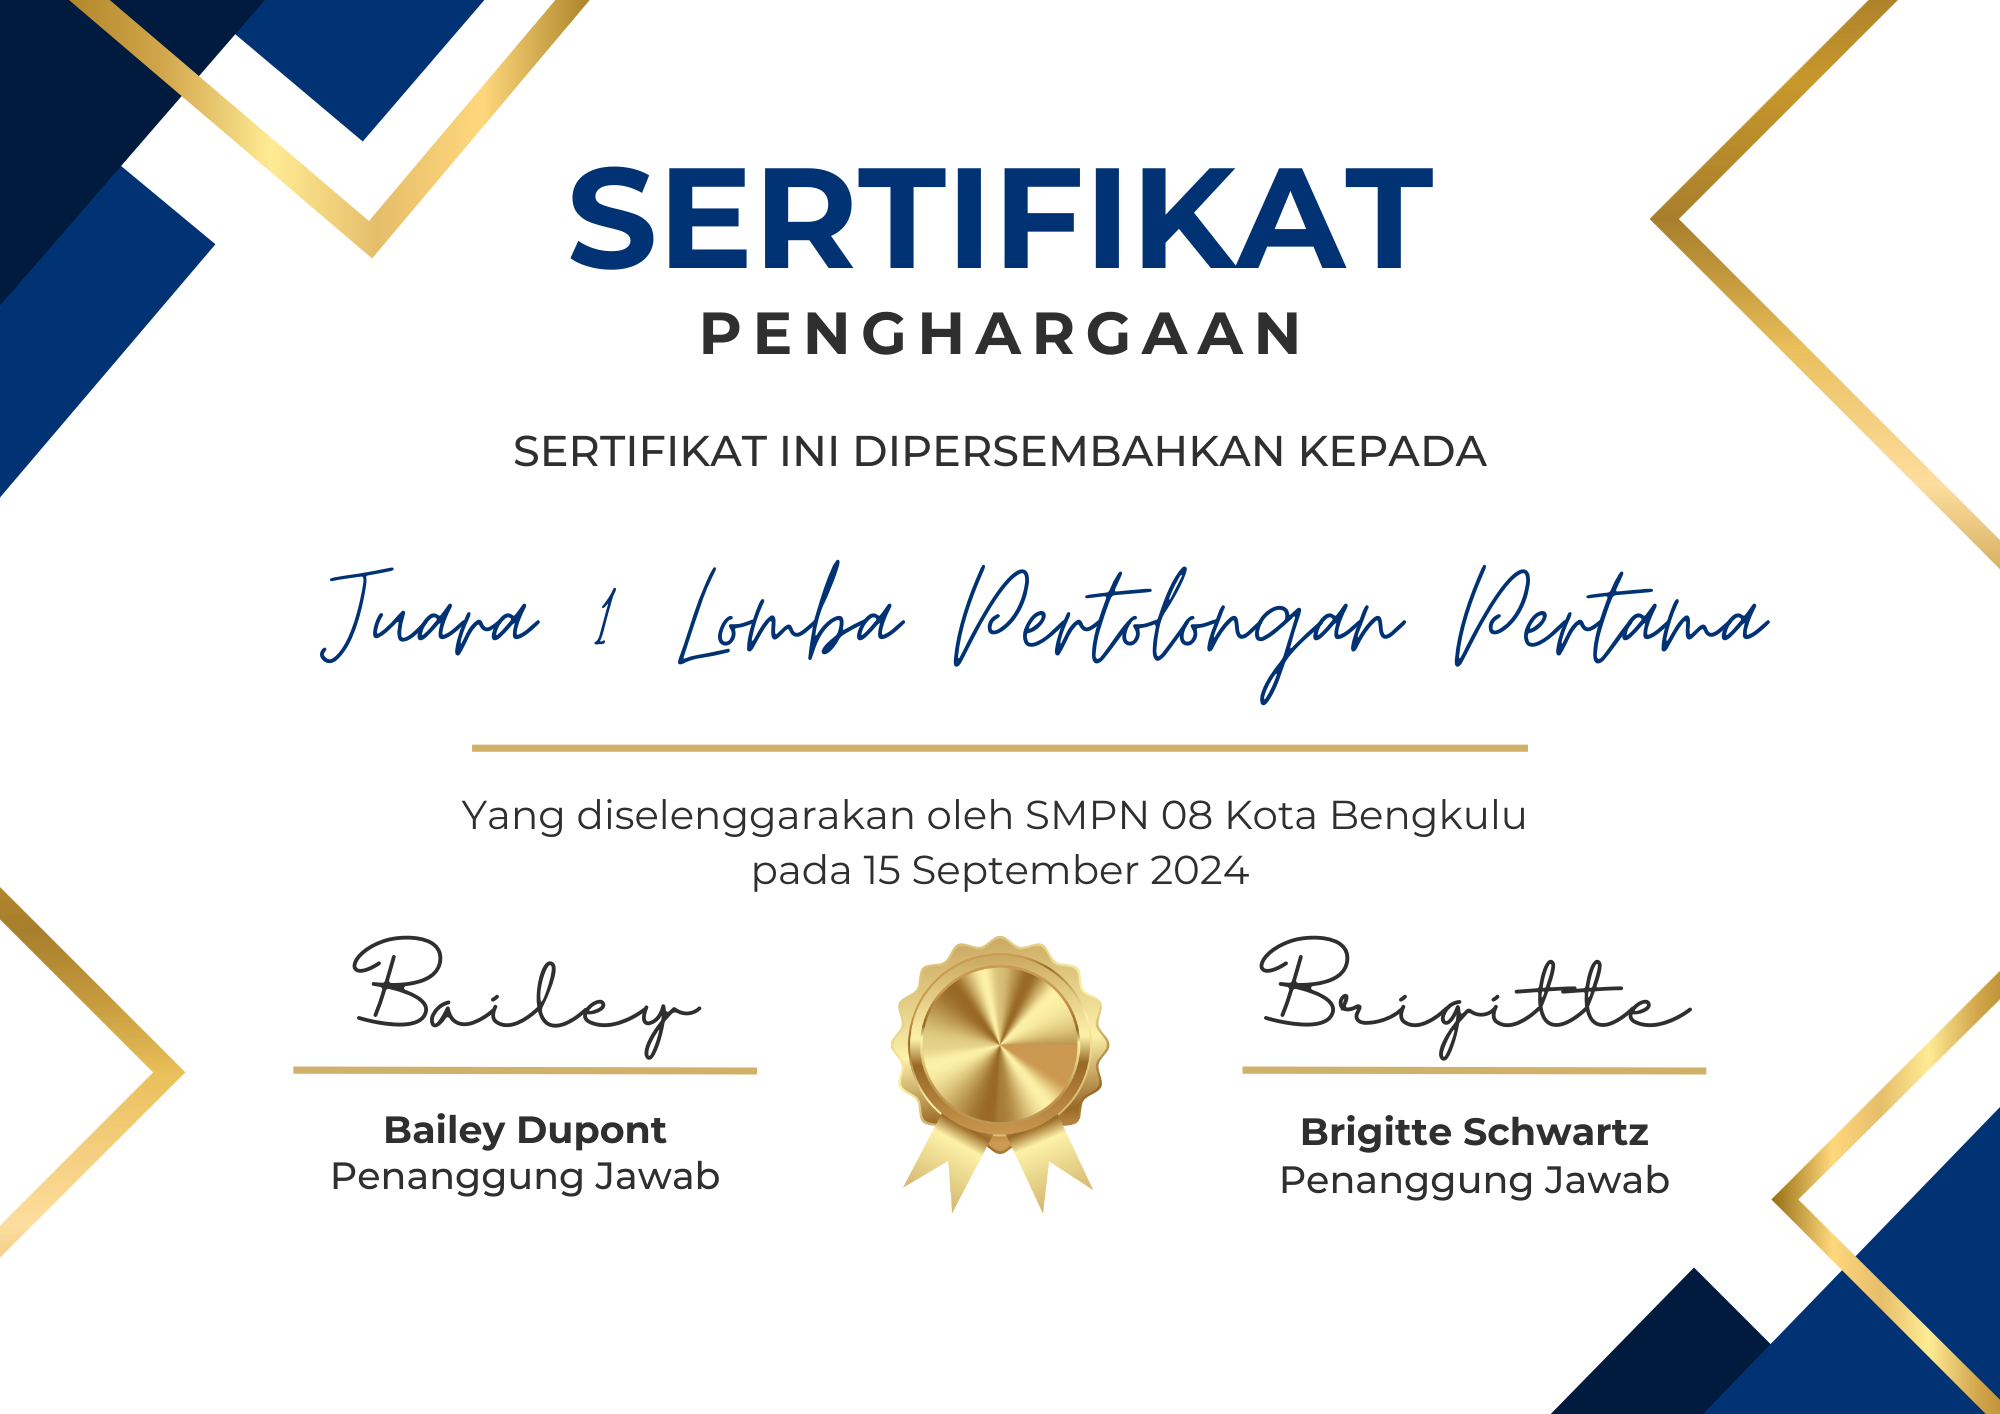 SERTIFIKAT
PENGHARGAAN
SERTIFIKAT INI DIPERSEMBAHKAN KEPADA
Juara 1 Lomba Pertolongan Pertama
Yang diselenggarakan oleh SMPN 08 Kota Bengkulu
pada 15 September 2024
Bailey
Bailey Dupont
Penanggung Jawab
Brigitte
Brigitte Schwartz
Penanggung Jawab